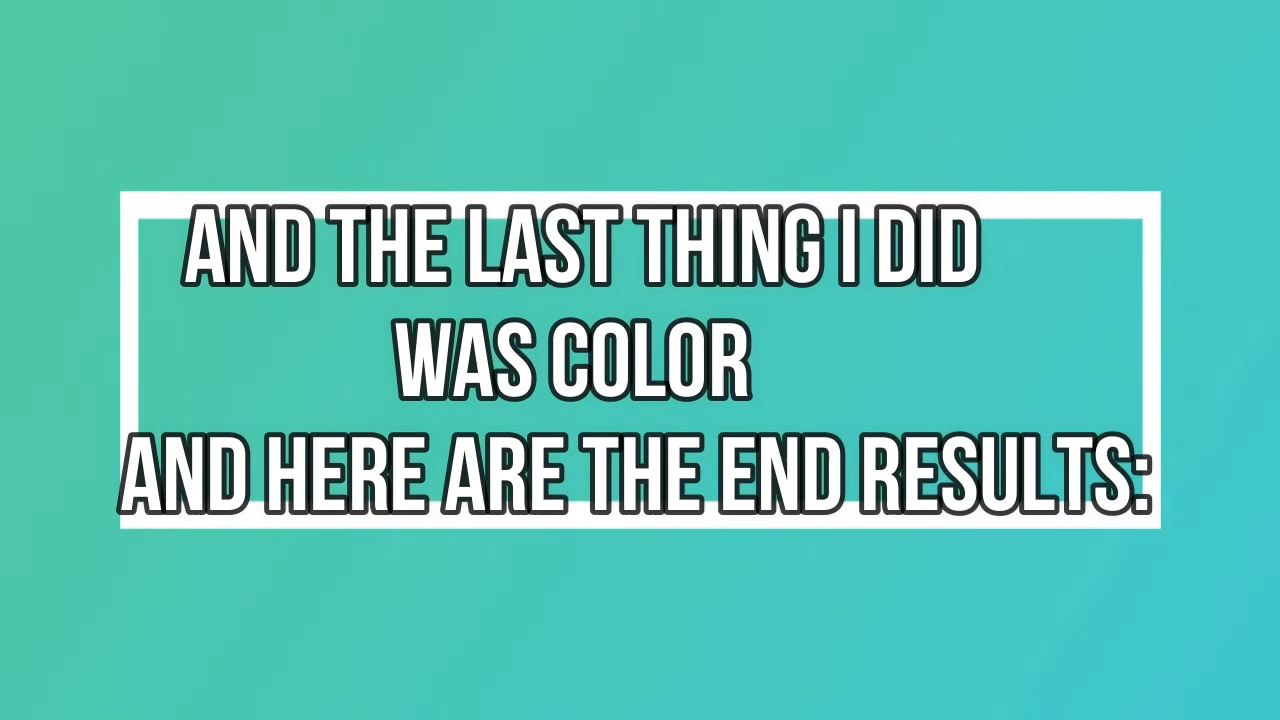 AND THE LAST THING I DID
WAS COLOR
AND HERE ARE THE END RESULTS: